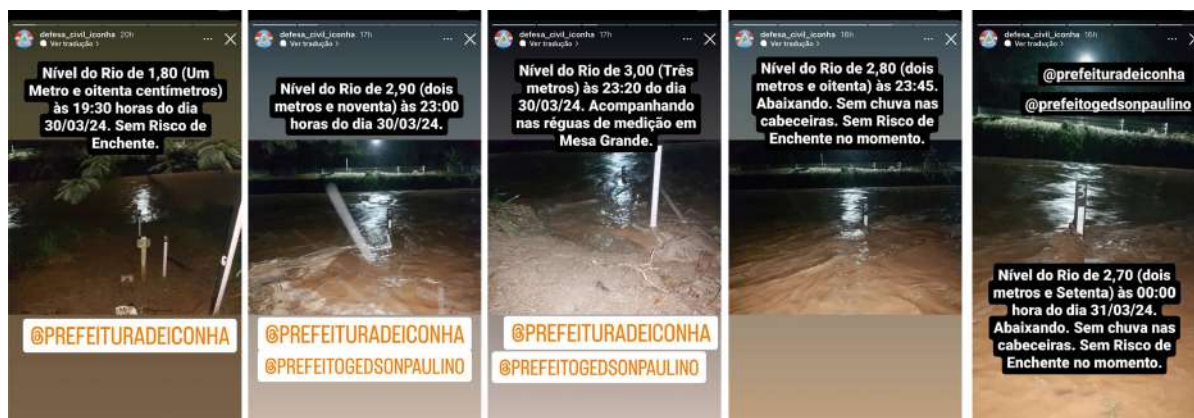 defesa_civil_iconha 20h
Ver tradução >
Nível do Rio de 1,80 (Um
Metro e oitenta centímetros)
às 19:30 horas do dia
30/03/24. Sem Risco de
Enchente.
@PREFEITURADEICONHA
defesa_civil_iconha 17h
Ver tradução >
Nível do Rio de 2,90 (dois
metros e noventa) às 23:00
horas do dia 30/03/24.
@PREFEITURADEICONHA
@PREFEITOGEDSONPAULINO
defesa_civil_iconha 17h
Ver tradução >
Nível do Rio de 3,00 (Três
metros) às 23:20 do dia
30/03/24. Acompanhando
nas réguas de medição em
Mesa Grande.
@PREFEITURADEICONHA
@PREFEITOGEDSONPAULINO
defesa_civil_iconha 16h
Ver tradução >
Nível do Rio de 2,80 (dois
metros e oitenta) às 23:45.
Abaixando. Sem chuva nas
cabeceiras. Sem Risco de
Enchente no momento.
defesa_civil_iconha 16h
Ver tradução >
@prefeituradeiconha
@prefeitogedsonpaulino
3
Nível do Rio de 2,70 (dois
metros e Setenta) às 00:00
hora do dia 31/03/24.
Abaixando. Sem chuva nas
cabeceiras. Sem Risco de
Enchente no momento.